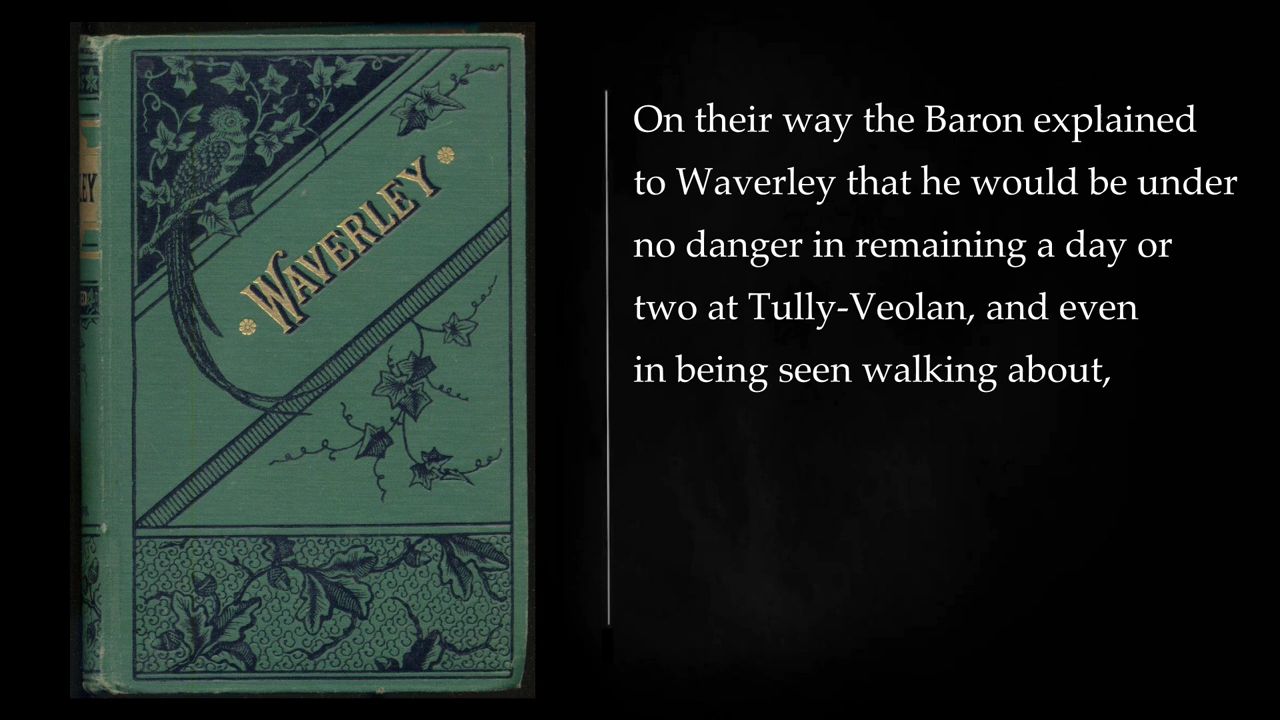 WAVERLEY
EY
On their way the Baron explained
to Waverley that he would be under
no danger in remaining a day or
two at Tully-Veolan, and even
in being seen walking about,